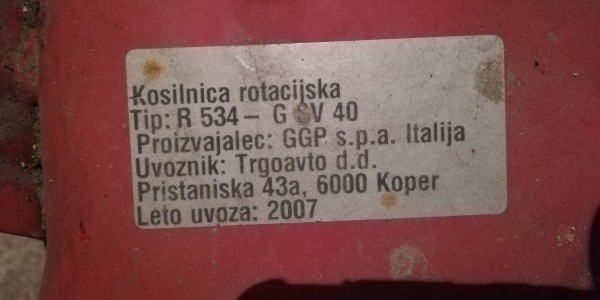 Kosilnica rotacijska
Tip: R 534 - G SV 40
Proizvajalec: GGP s.p.a. Italija
Uvoznik: Trgoavto d.d.
Pristaniska 43a, 6000 Koper
Leto uvoza: 2007